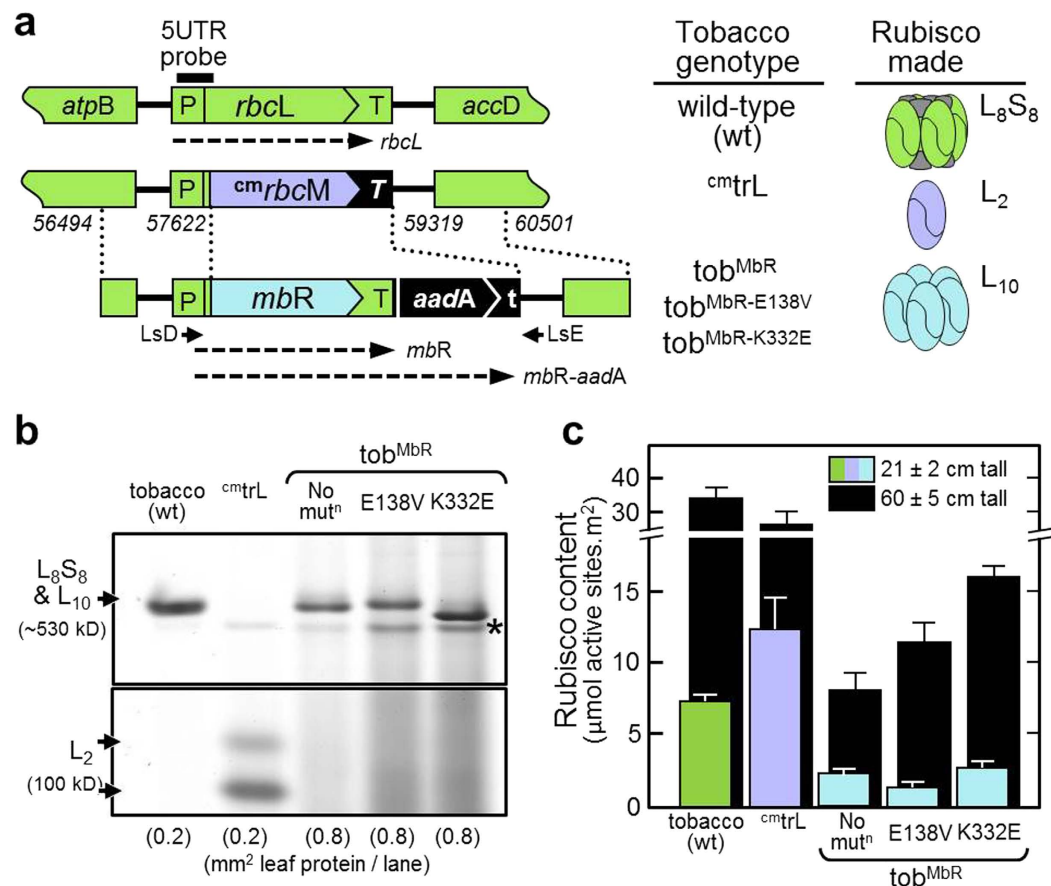 a
5UTR
probe
atpB
P
rbcL
T
accD
rbcL
P
cmrbcM
T
56494
57622
59319
60501
P
mbR
T
aadA
t
LsD
LsE
mbR
mbR-aadA
Tobacco
genotype
Rubisco
made
wild-type
(wt)
L8S8
cmtrL
L2
tobMbR
tobMbR-E138V
tobMbR-K332E
L10
b
tobMbR
tobacco
(wt)
cmtrL
No
mutn
E138V
K332E
L8S8
& L10
(~530 kD)
*
L2
(100 kD)
(0.2)
(0.2)
(0.8)
(0.8)
(0.8)
(mm2 leaf protein / lane)
c
21 ± 2 cm tall
60 ± 5 cm tall
Rubisco content
(µmol active sites.m2)
40
30
15
10
5
0
tobacco
(wt)
cmtrL
No
mutn
E138V
K332E
tobMbR